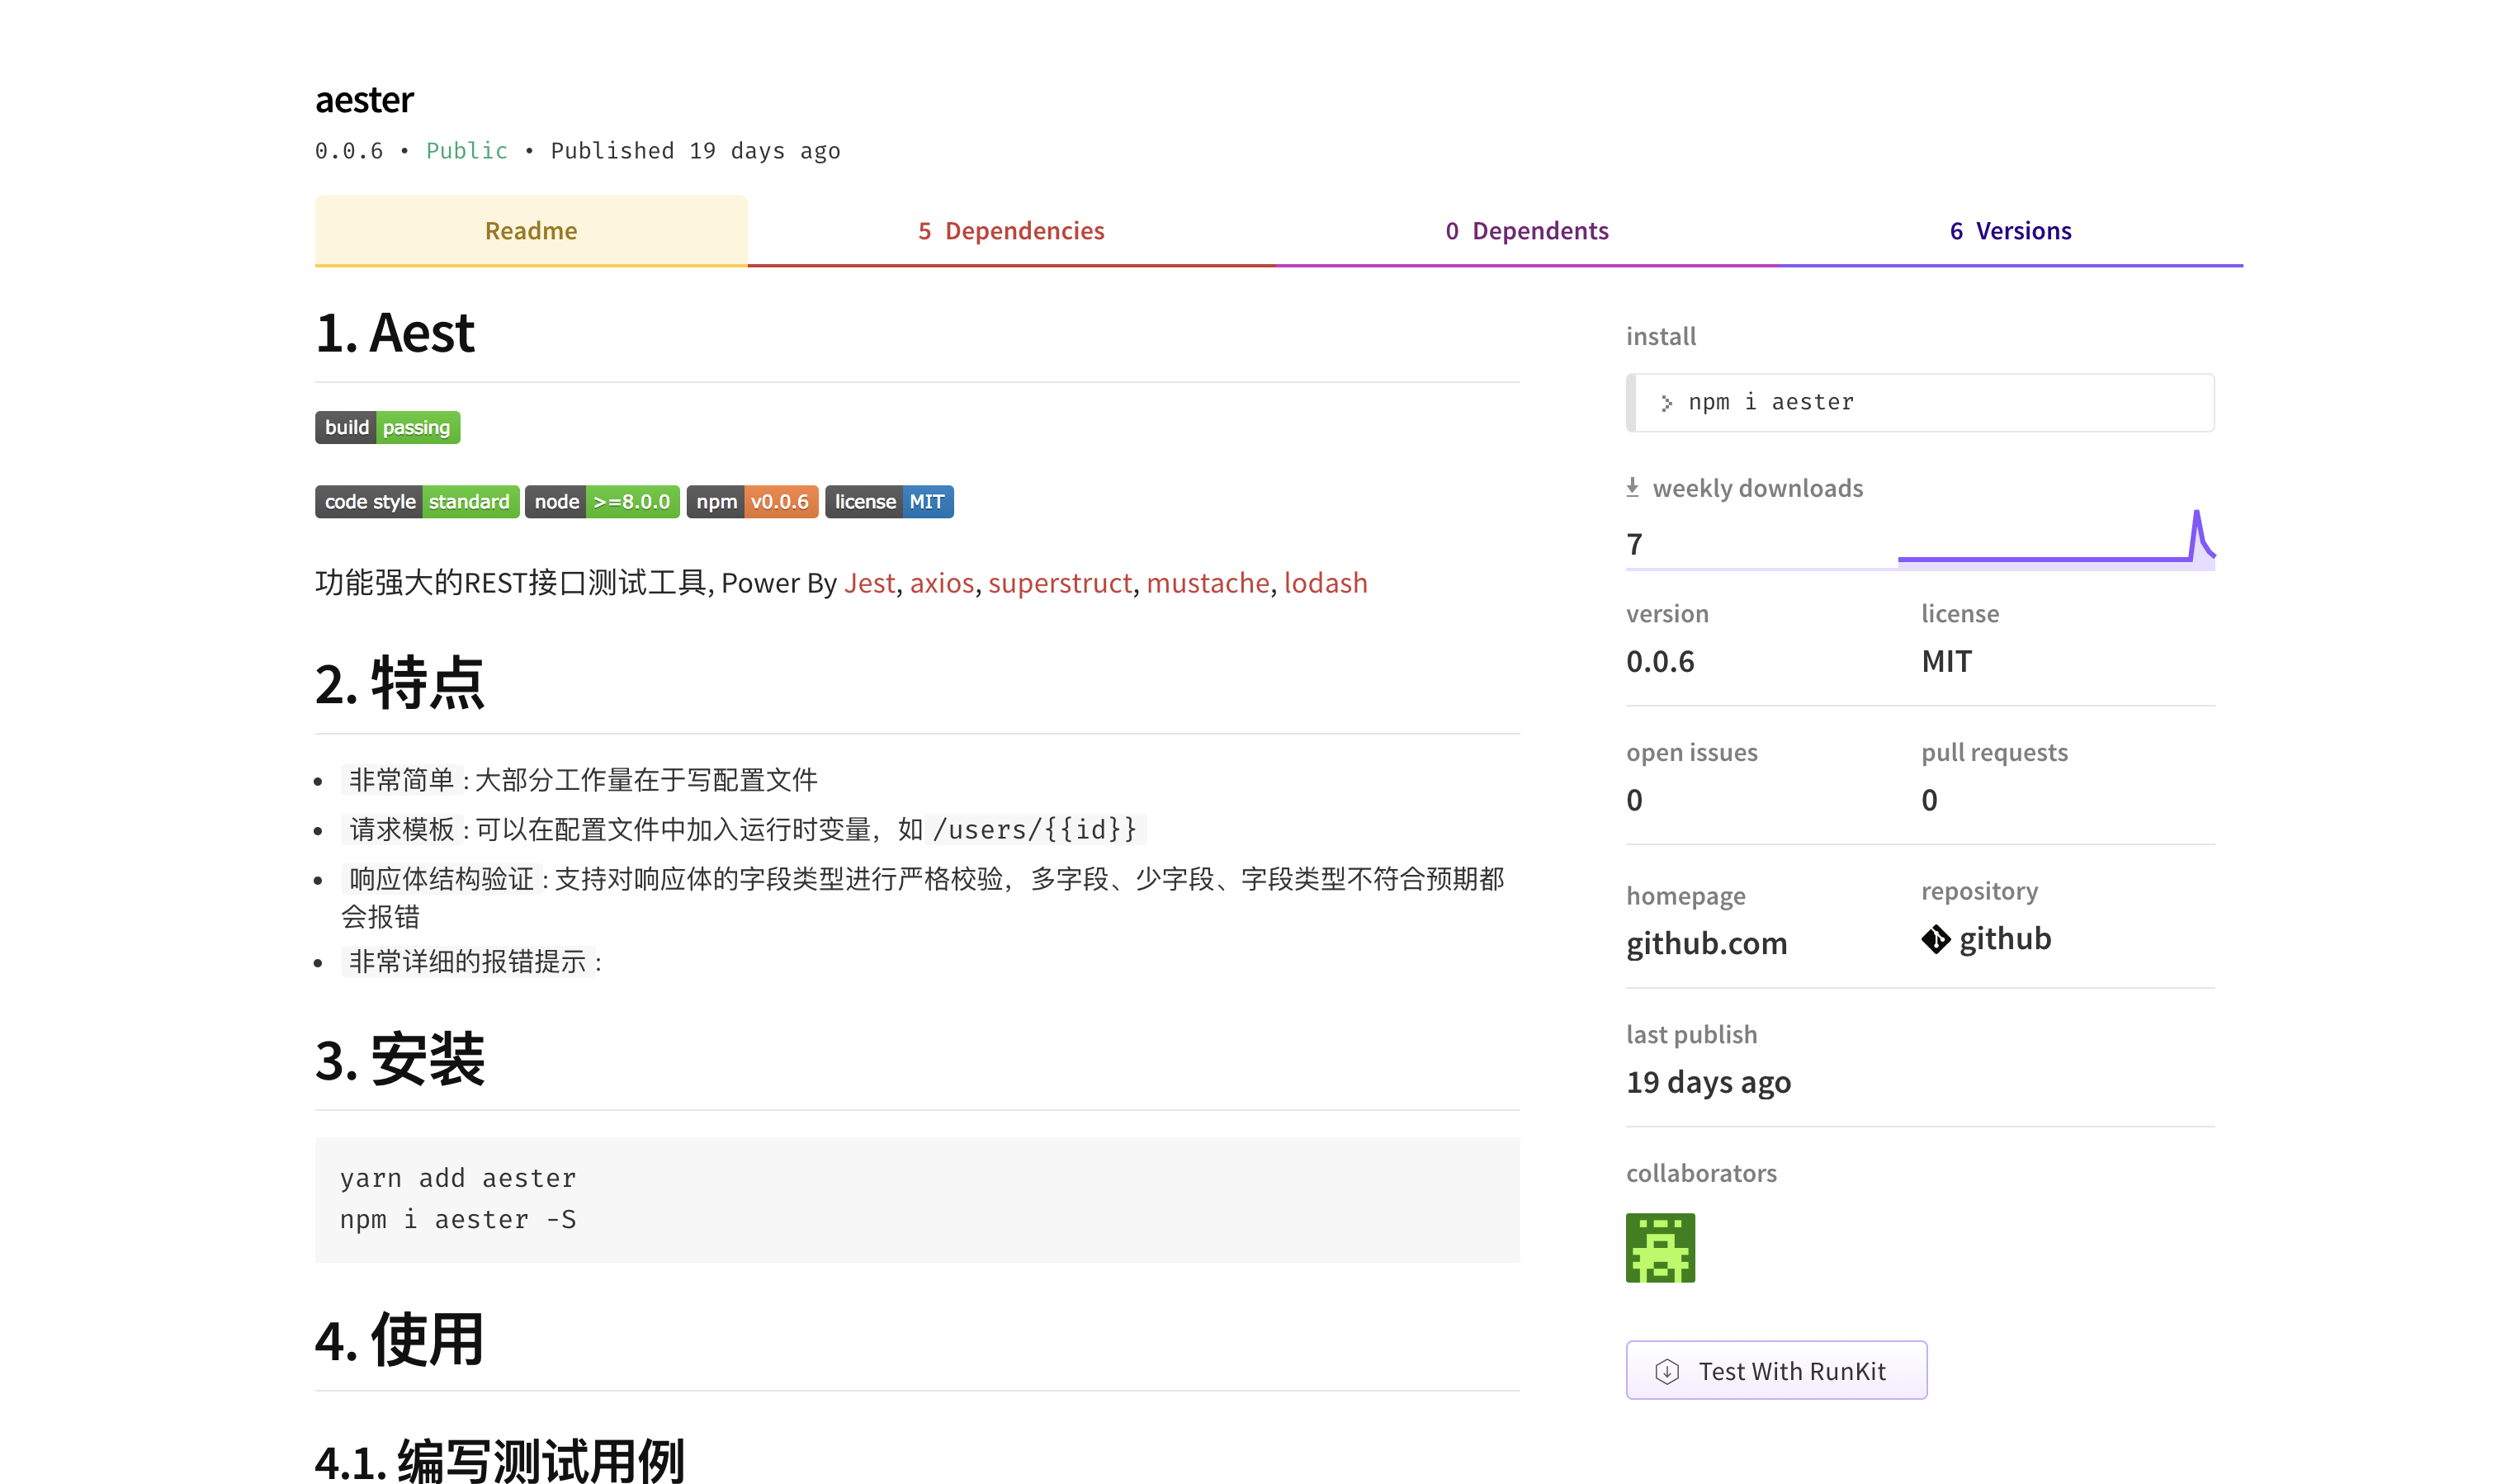 aester
0.0.6 • Public • Published 19 days ago
Readme
5 Dependencies
0 Dependents
6 Versions
1. Aest
build passing
code style standard node >=8.0.0 npm v0.0.6 license MIT
功能强大的REST接口测试工具, Power By Jest, axios, superstruct, mustache, lodash
2. 特点
• 非常简单 : 大部分工作量在于写配置文件
• 请求模板 : 可以在配置文件中加入运行时变量，如 /users/{{id}}
• 响应体结构验证 : 支持对响应体的字段类型进行严格校验，多字段、少字段、字段类型不符合预期都
会报错
• 非常详细的报错提示 :
3. 安装
yarn add aester
npm i aester -S
4. 使用
4.1. 编写测试用例
install
> npm i aester
weekly downloads
7
version
0.0.6
license
MIT
open issues
0
pull requests
0
homepage
github.com
repository
github
last publish
19 days ago
collaborators
Test With RunKit